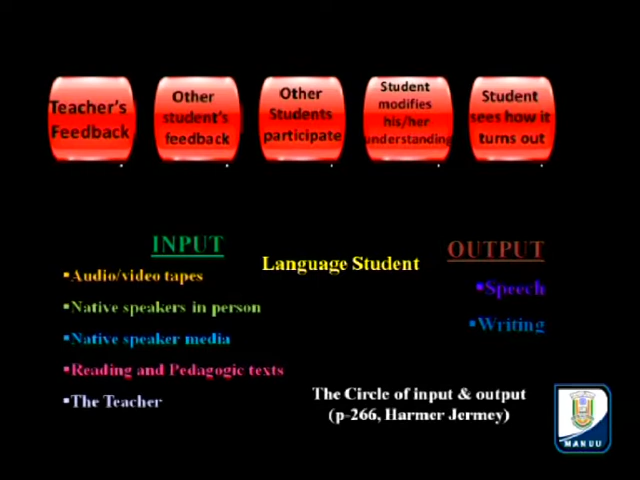 Teacher's
Feedback
Other
student's
feedback
Other
Students
participate
Student
modifies
his/her
understanding
Student
sees how it
turns out
INPUT
▪Audio/video tapes
▪Native speakers in person
▪Native speaker media
▪Reading and Pedagogic texts
▪The Teacher
Language Student
OUTPUT
▪Speech
▪Writing
The Circle of input & output
(p-266, Harmer Jermey)
MANUU